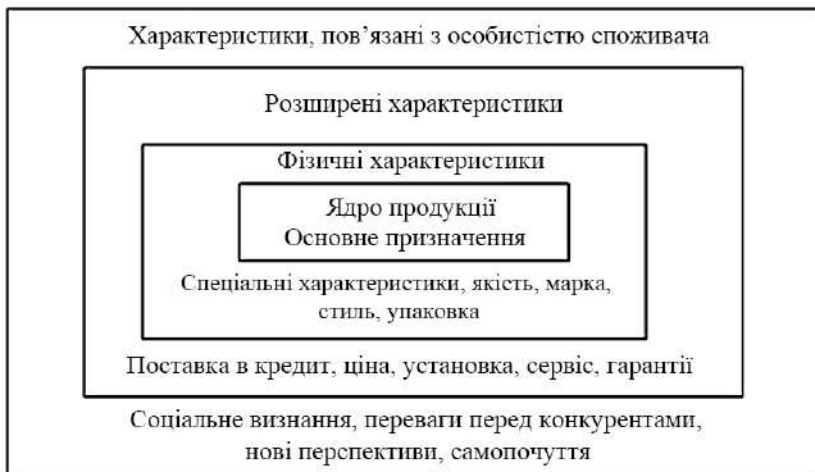 Характеристики, пов’язані з особистістю споживача
Розширені характеристики
Фізичні характеристики
Ядро продукції
Основне призначення
Спеціальні характеристики, якість, марка,
стиль, упаковка
Поставка в кредит, ціна, установка, сервіс, гарантії
Соціальне визнання, переваги перед конкурентами,
нові перспективи, самопочуття